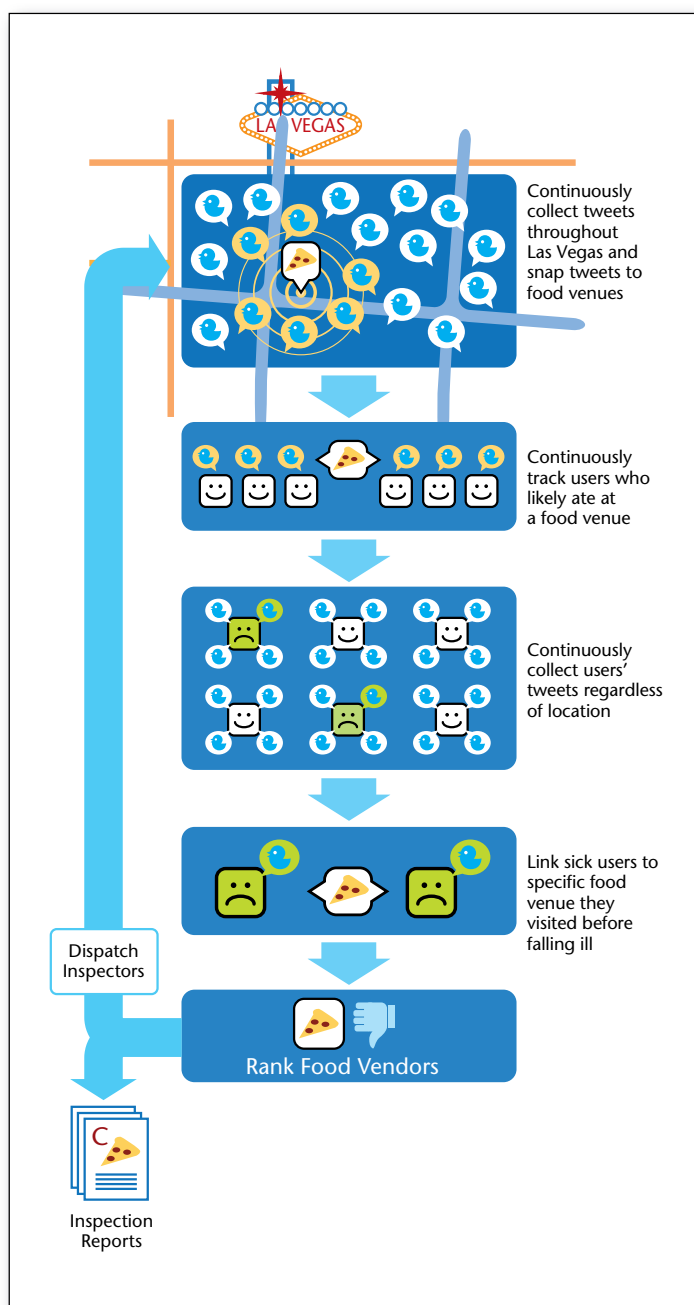 LAS VEGAS
Continuously
collect tweets
throughout
Las Vegas and
snap tweets to
food venues
Continuously
track users who
likely ate at
a food venue
Continuously
collect users’
tweets regardless
of location
Link sick users to
specific food
venue they
visited before
falling ill
Dispatch
Inspectors
Rank Food Vendors
C
Inspection
Reports